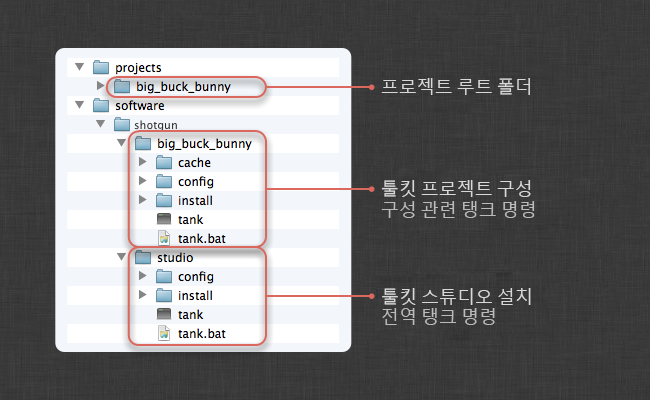 projects
big_buck_bunny
프로젝트 루트 폴더
software
shotgun
big_buck_bunny
cache
config
툴킷 프로젝트 구성
install
구성 관련 탱크 명령
tank
tank.bat
studio
config
install
툴킷 스튜디오 설치
tank
전역 탱크 명령
tank.bat